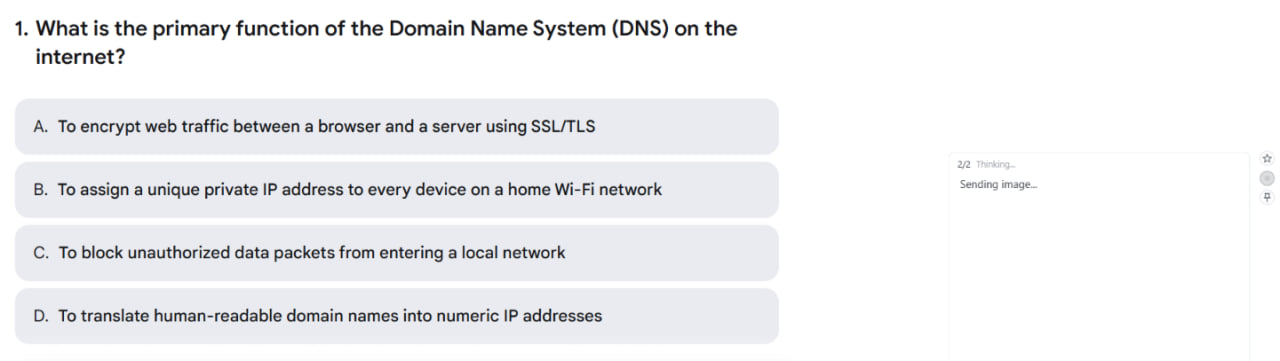 1. What is the primary function of the Domain Name System (DNS) on the
internet?
A. To encrypt web traffic between a browser and a server using SSL/TLS
B. To assign a unique private IP address to every device on a home Wi-Fi network
C. To block unauthorized data packets from entering a local network
D. To translate human-readable domain names into numeric IP addresses
2/2 Thinking...
Sending image...